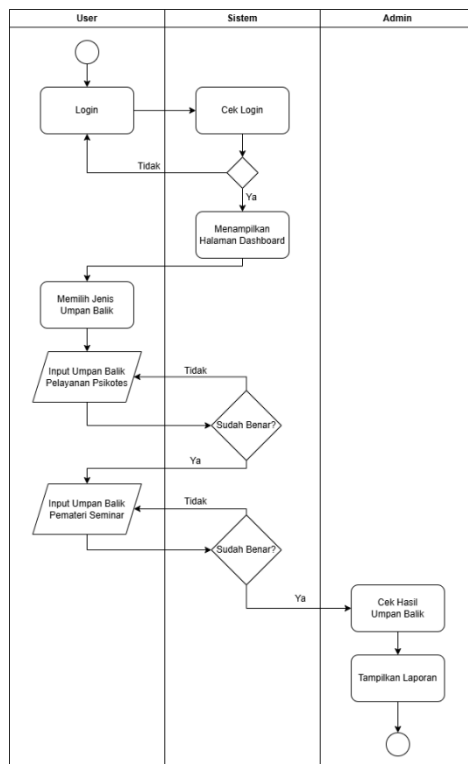 User
Sistem
Admin
Login
Cek Login
Tidak
Ya
Menampilkan
Halaman Dashboard
Memilih Jenis
Umpan Balik
Input Umpan Balik
Pelayanan Psikotes
Tidak
Sudah Benar?
Ya
Input Umpan Balik
Pemateri Seminar
Tidak
Sudah Benar?
Ya
Cek Hasil
Umpan Balik
Tampilkan Laporan